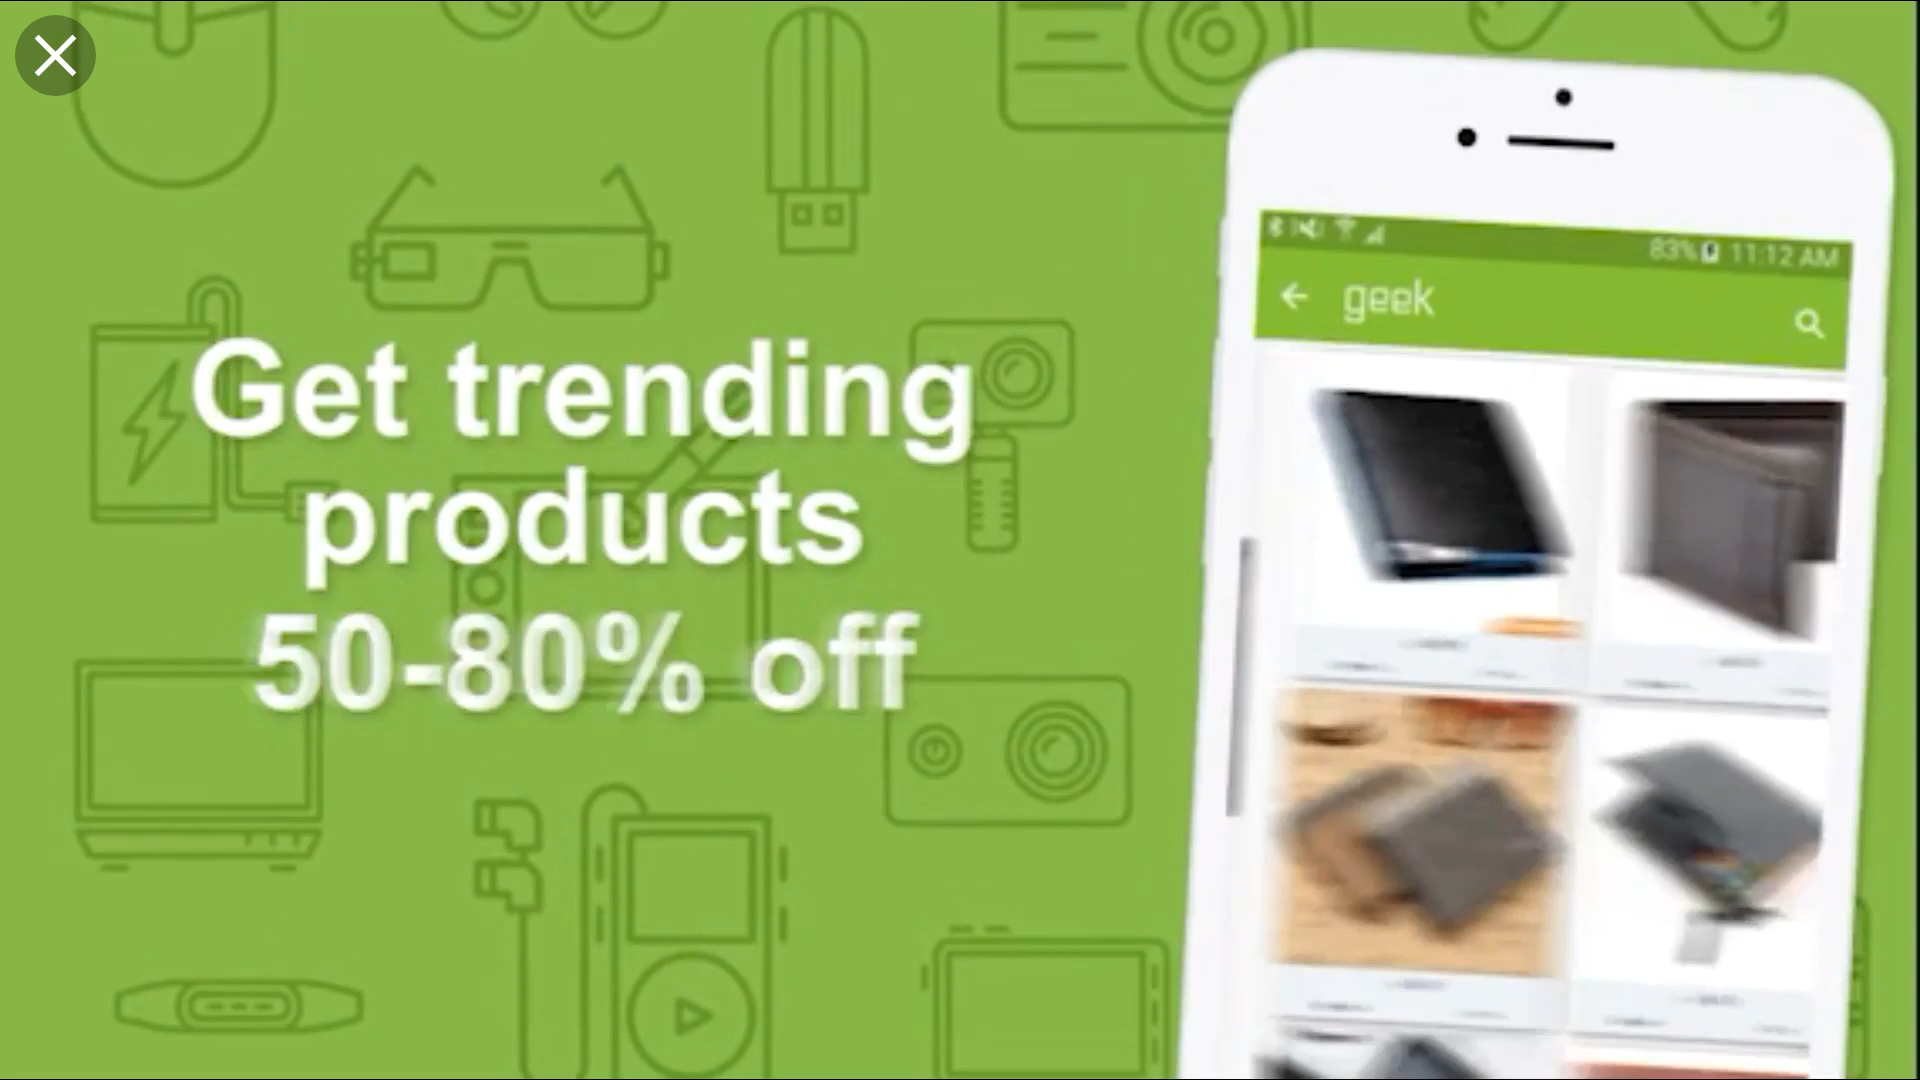 Get trending
products
50-80% off
83% 11:12 AM
geek